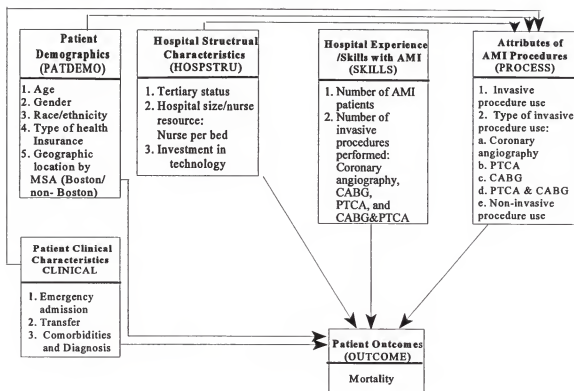 Patient
Demographics
(PATDEMO)
1. Age
2. Gender
3. Race/ethnicity
4. Type of health
Insurance
5. Geographic
location by
MSA (Boston/
non- Boston)
Hospital Structrual
Characteristics
(HOSPSTRU)
1. Tertiary status
2. Hospital size/nurse
resource:
Nurse per bed
3. Investment in
technology
Hospital Experience
/Skills with AMI
(SKILLS)
1. Number of AMI
patients
2. Number of
invasive
procedures
performed:
Coronary
angiography,
CABG,
PTCA, and
CABG&PTCA
Attributes of
AMI Procedures
(PROCESS)
1. Invasive
procedure use
2. Type of invasive
procedure use:
a. Coronary
angiography
b. PTCA
c. CABG
d. PTCA & CABG
e. Non-invasive
procedure use
Patient Clinical
Characteristics
CLINICAL
1. Emergency
admission
2. Transfer
3. Comorbidities
and Diagnosis
Patient Outcomes
(OUTCOME)
Mortality